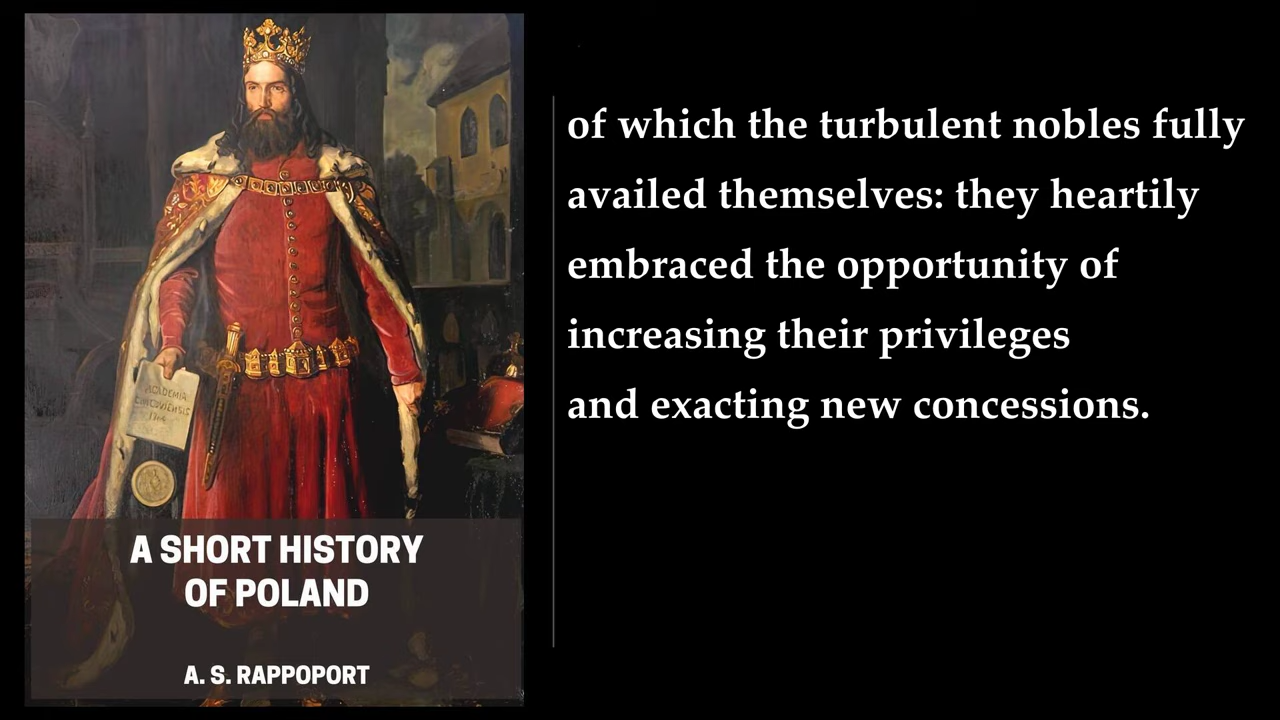 of which the turbulent nobles fully
availed themselves: they heartily
embraced the opportunity of
increasing their privileges
and exacting new concessions.
ACADEMIA
A SHORT HISTORY
OF POLAND
A. S. RAPPOPORT